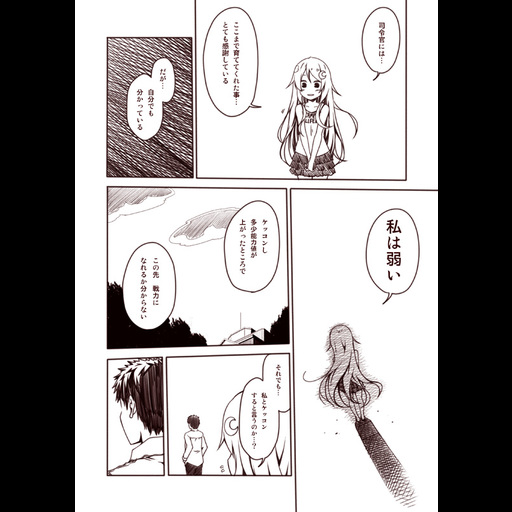 司令官には…
ここまで育ててくれた事…
とても感謝している
だが…
自分でも
分かっている
私は弱い
ケッコンし
多少能力値が
上がったところで
この先 戦力に
なれるか分からない
それでも…
私とケッコン
すると言うのか…?